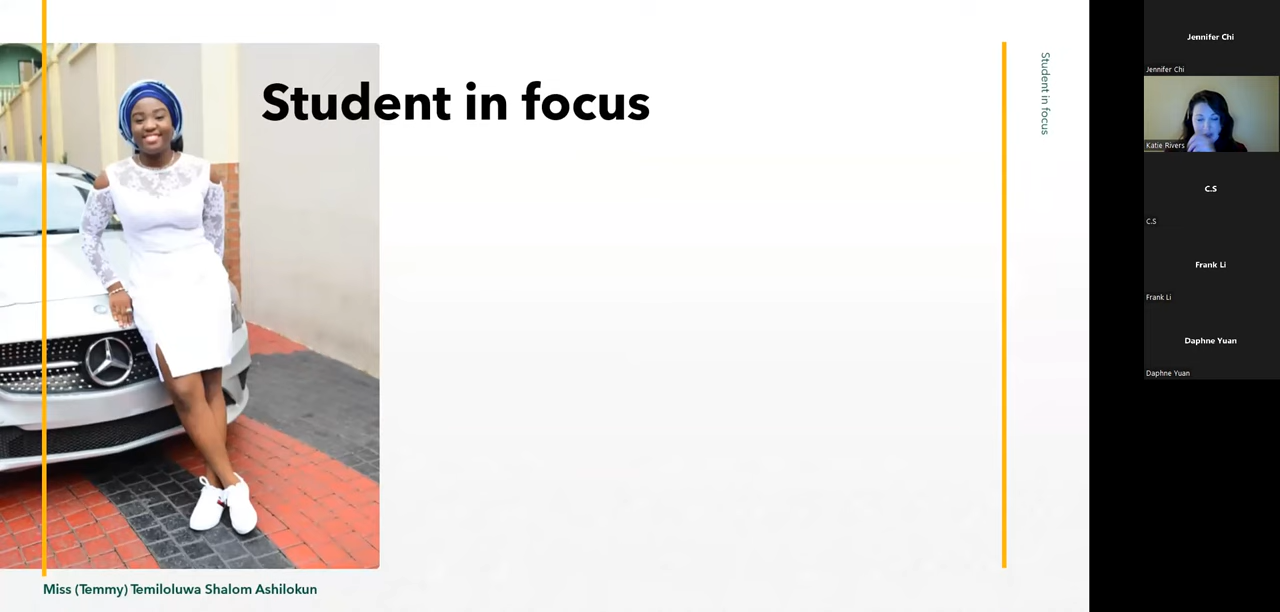 Student in focus
Student in focus
Miss (Temmy) Temiloluwa Shalom Ashilokun
Jennifer Chi
Jennifer Chi
Katie Rivers
C.S
C.S
Frank Li
Frank Li
Daphne Yuan
Daphne Yuan